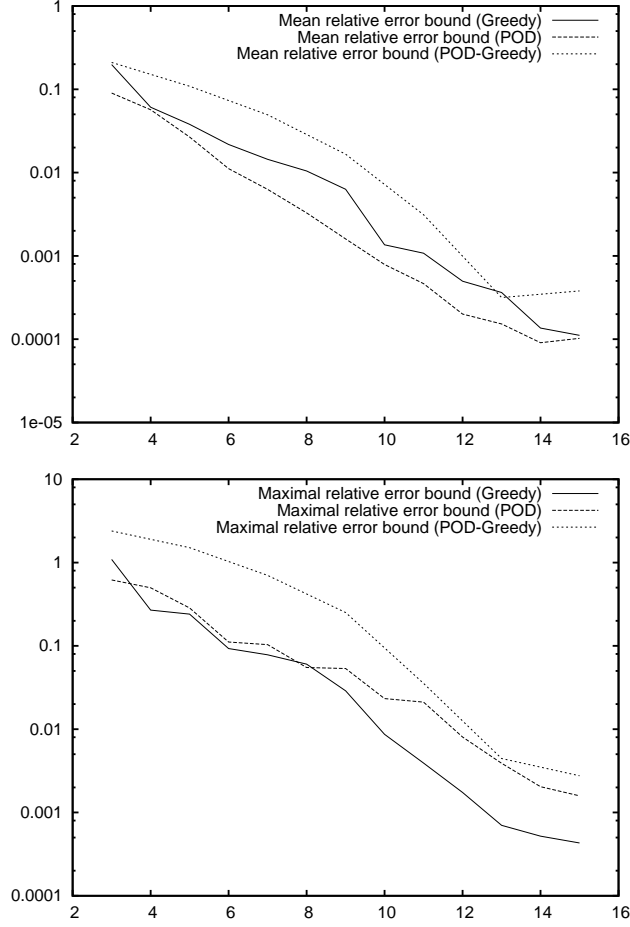 1
Mean relative error bound (Greedy)
Mean relative error bound (POD)
Mean relative error bound (POD-Greedy)
0.1
0.01
0.001
0.0001
1e-05
2 4 6 8 10 12 14 16
10
Maximal relative error bound (Greedy)
Maximal relative error bound (POD)
Maximal relative error bound (POD-Greedy)
1
0.1
0.01
0.001
0.0001
2 4 6 8 10 12 14 16